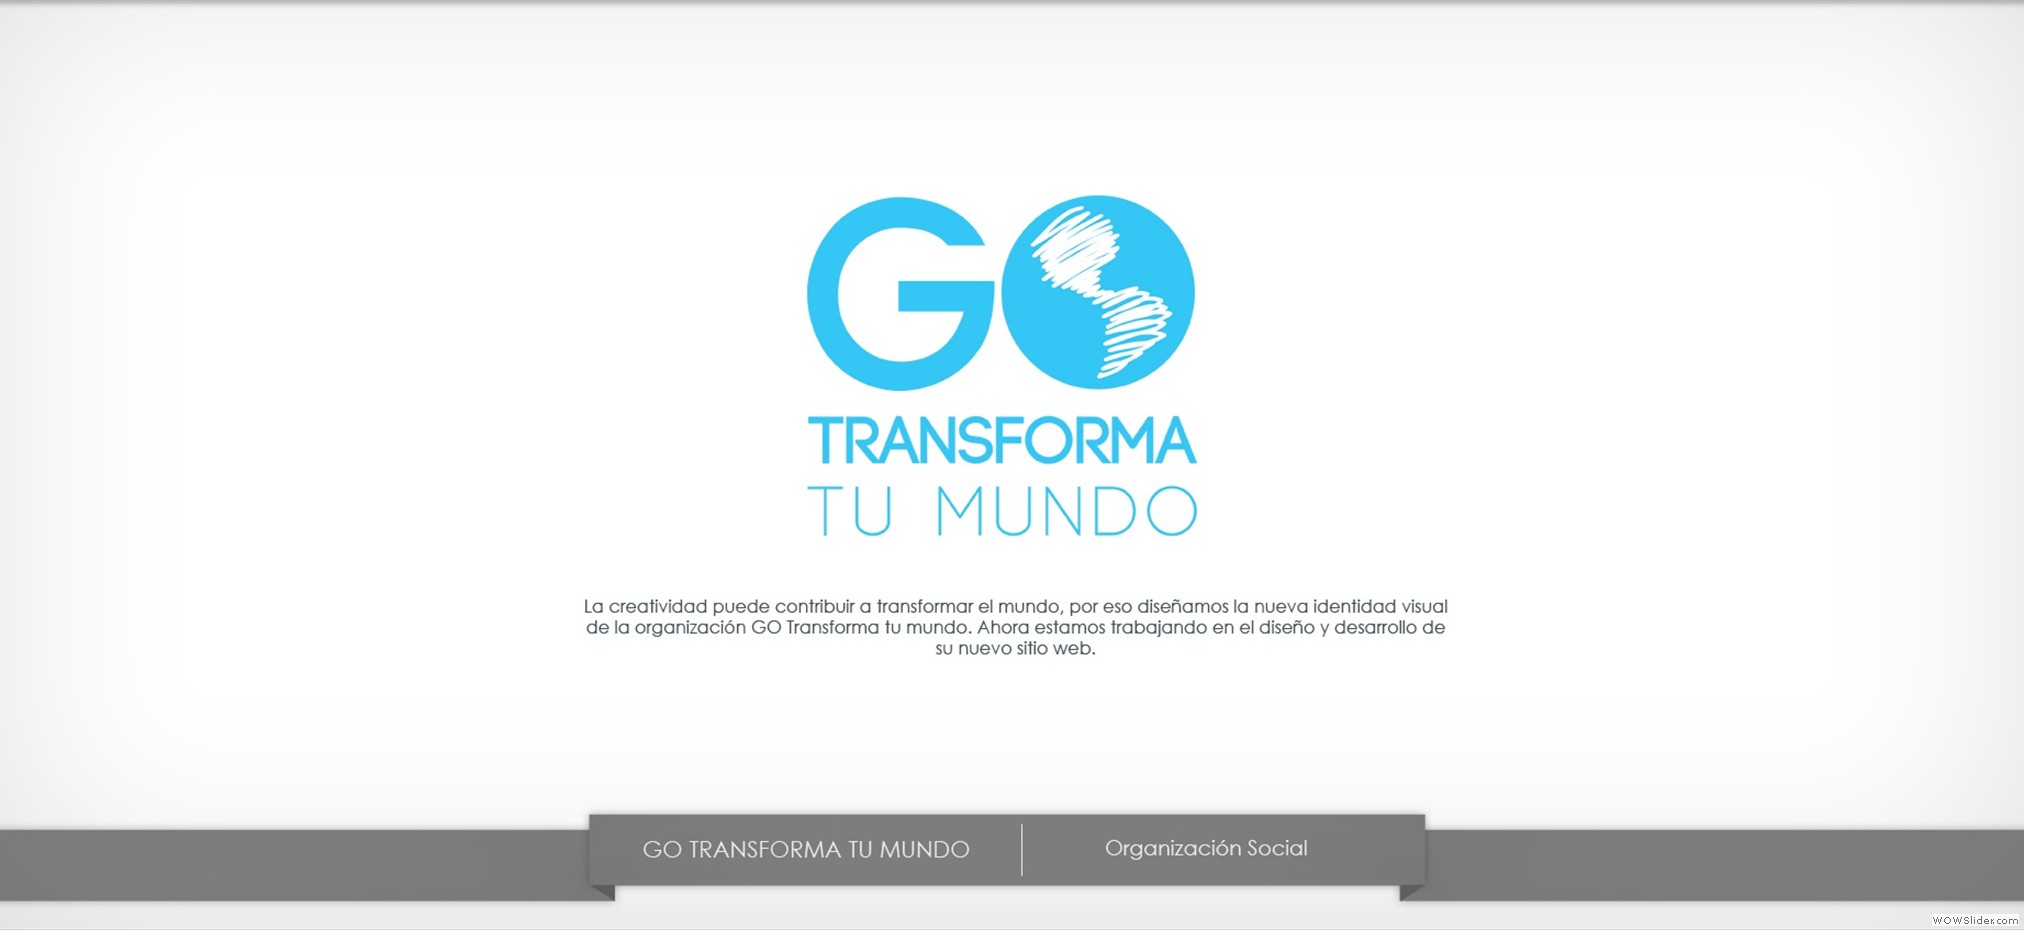 GO
TRANSFORMA
TU MUNDO
La creatividad puede contribuir a transformar el mundo, por eso diseñamos la nueva identidad visual
de la organización GO Transforma tu mundo. Ahora estamos trabajando en el diseño y desarrollo de
su nuevo sitio web.
GO TRANSFORMA TU MUNDO
Organización Social
WOWSlider.com